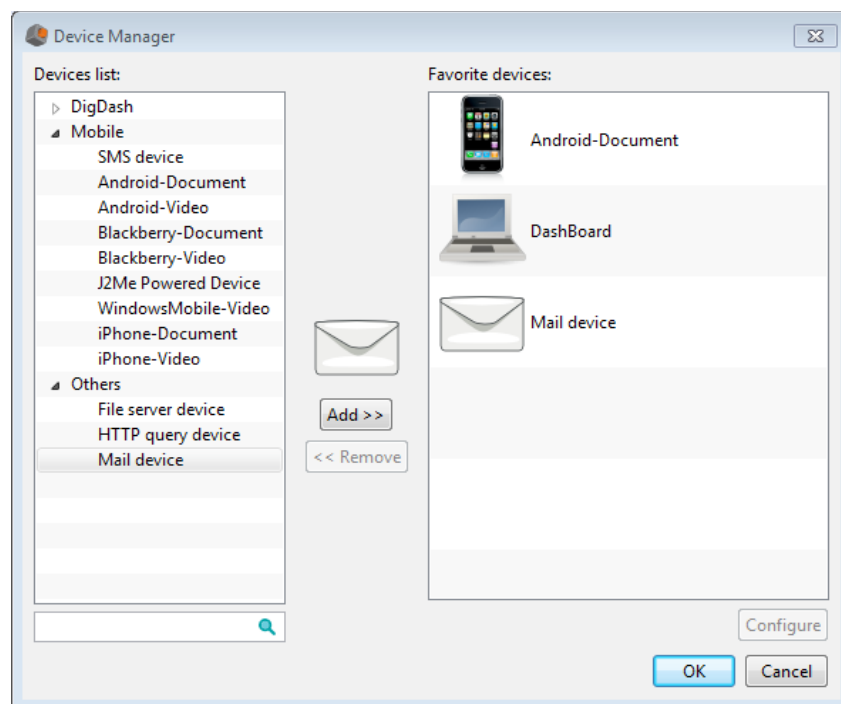 Device Manager
Devices list:
DigDash
Mobile
SMS device
Android-Document
Android-Video
Blackberry-Document
Blackberry-Video
J2Me Powered Device
WindowsMobile-Video
iPhone-Document
iPhone-Video
Others
File server device
HTTP query device
Mail device
Add >>
<< Remove
Favorite devices:
Android-Document
DashBoard
Mail device
Configure
OK
Cancel